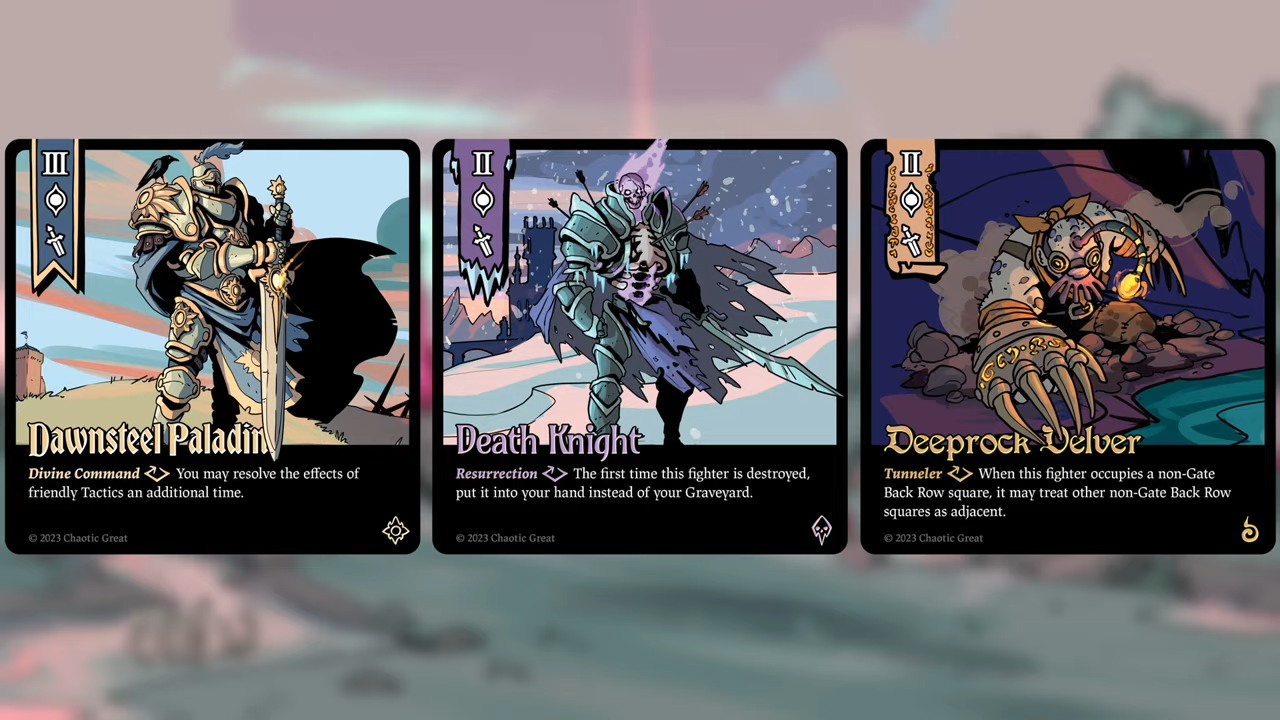 III
Dawnsteel Paladin
Divine Command You may resolve the effects of
friendly Tactics an additional time.
© 2023 Chaotic Great
II
Death Knight
Resurrection The first time this fighter is destroyed,
put it into your hand instead of your Graveyard.
© 2023 Chaotic Great
II
Deeprock Delver
Tunneler When this fighter occupies a non-Gate
Back Row square, it may treat other non-Gate Back Row
squares as adjacent.
© 2023 Chaotic Great